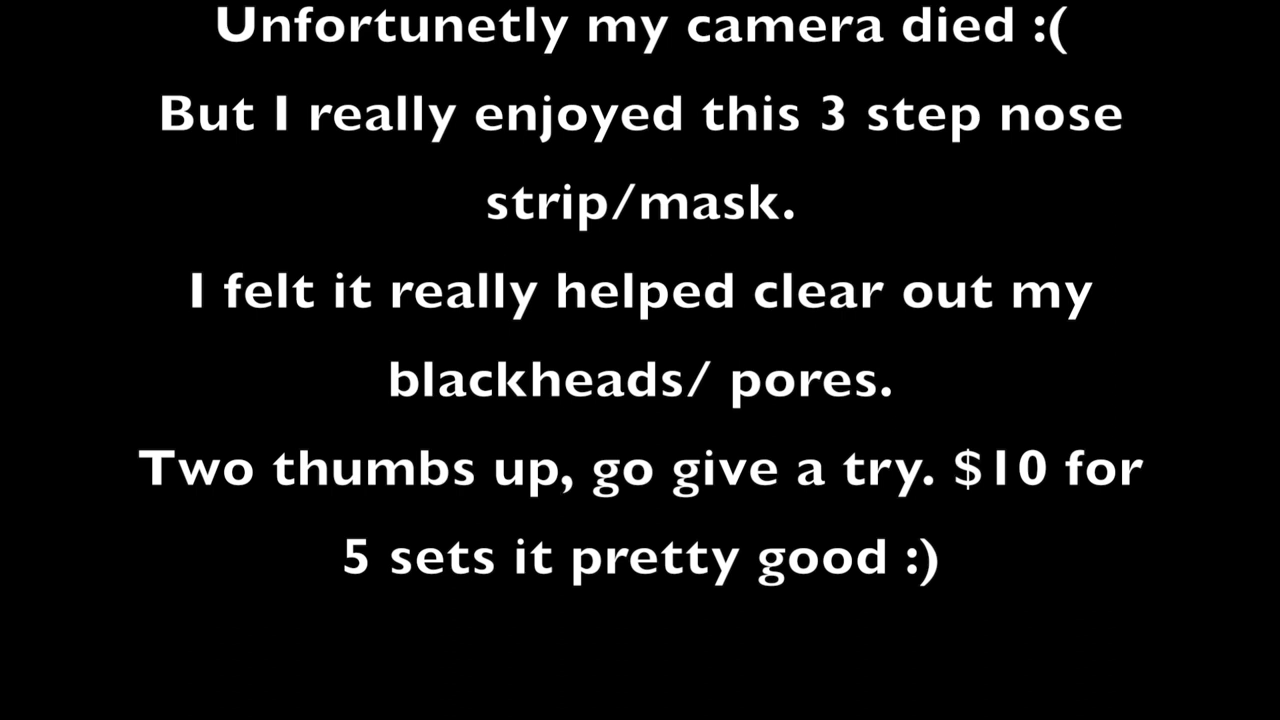 Unfortunetly my camera died :(
But I really enjoyed this 3 step nose
strip/mask.
I felt it really helped clear out my
blackheads/ pores.
Two thumbs up, go give a try. $10 for
5 sets it pretty good :)